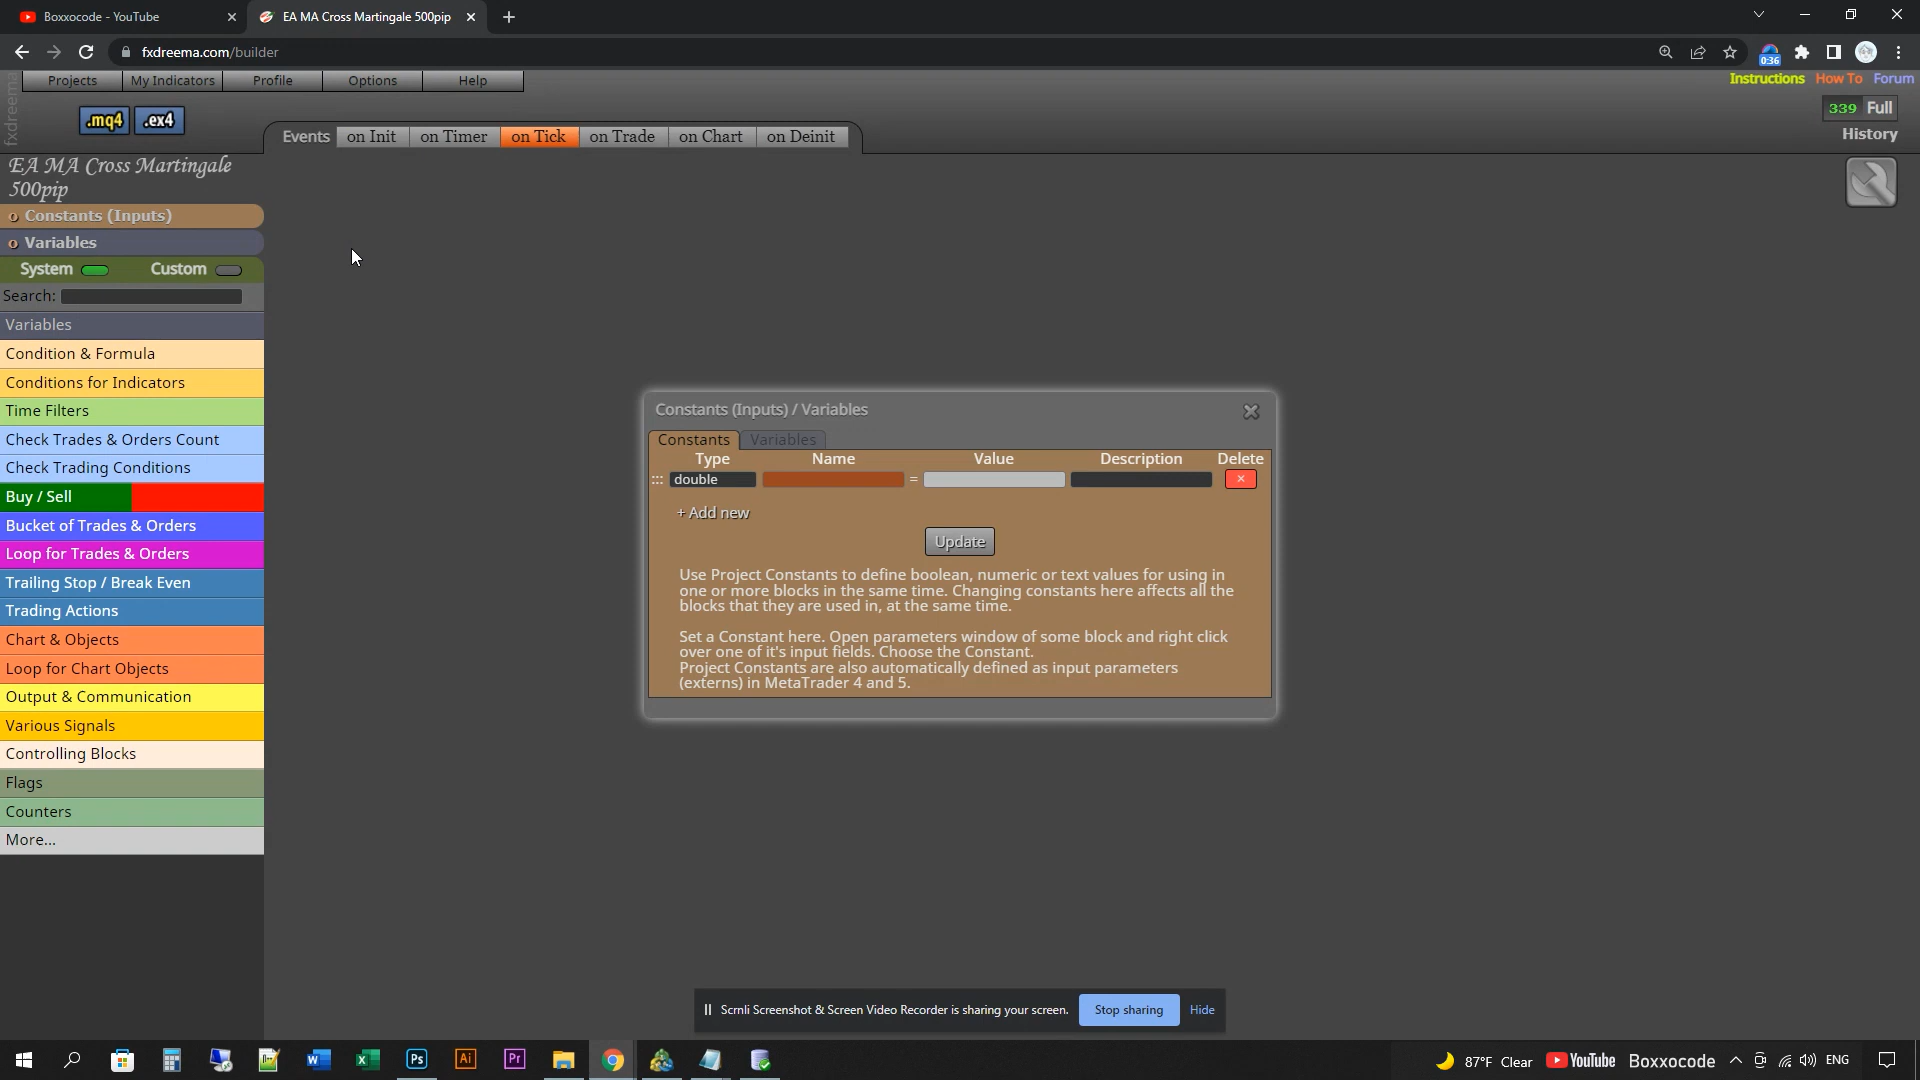 Boxxocode - YouTube
EA MA Cross Martingale 500pip
fxdreema.com/builder
0:36
fxdreema
Projects
My Indicators
Profile
Options
Help
Instructions
How To
Forum
.mq4
.ex4
339 Full
History
Events
on Init
on Timer
on Tick
on Trade
on Chart
on Deinit
EA MA Cross Martingale
500pip
Constants (Inputs)
Variables
System
Custom
Search:
Variables
Condition & Formula
Conditions for Indicators
Time Filters
Check Trades & Orders Count
Check Trading Conditions
Buy / Sell
Bucket of Trades & Orders
Loop for Trades & Orders
Trailing Stop / Break Even
Trading Actions
Chart & Objects
Loop for Chart Objects
Output & Communication
Various Signals
Controlling Blocks
Flags
Counters
More...
Constants (Inputs) / Variables
Constants
Variables
Type Name Value Description Delete
double =
+ Add new
Update
Use Project Constants to define boolean, numeric or text values for using in
one or more blocks in the same time. Changing constants here affects all the
blocks that they are used in, at the same time.
Set a Constant here. Open parameters window of some block and right click
over one of it's input fields. Choose the Constant.
Project Constants are also automatically defined as input parameters
(externs) in MetaTrader 4 and 5.
Scrnli Screenshot & Screen Video Recorder is sharing your screen.
Stop sharing
Hide
Ps
Ai
Pr
87°F Clear
YouTube
Boxxocode
ENG